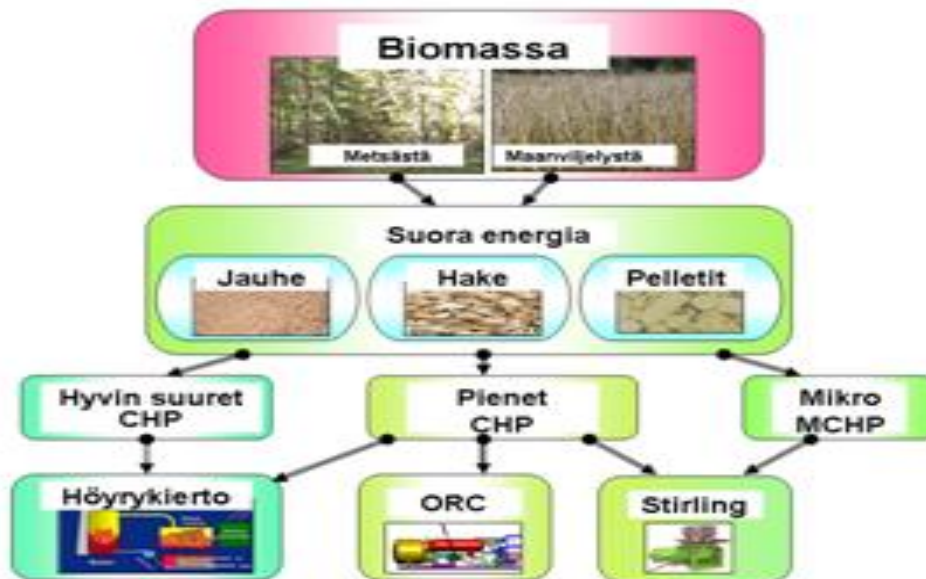 Biomassa
Metsästä
Maanviljelystä
Suora energia
Jauhe
Hake
Pelletit
Hyvin suuret
CHP
Pienet
CHP
Mikro
MCHP
Höyrykierto
ORC
Stirling